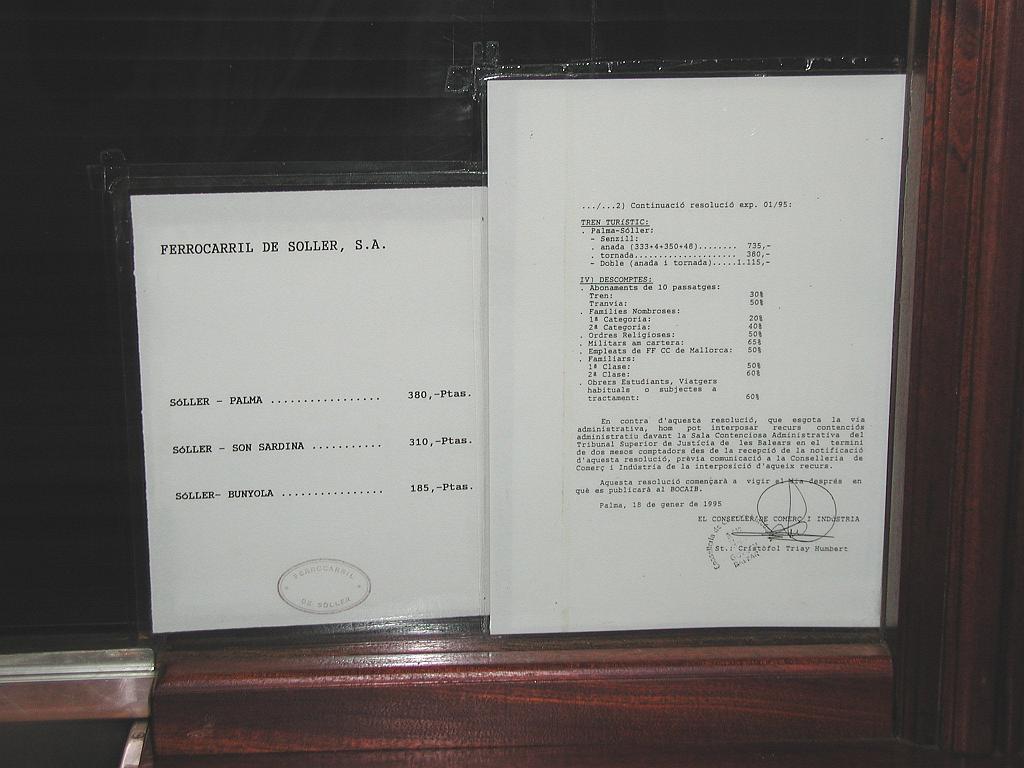 FERROCARRIL DE SOLLER, S.A.
SÓLLER - PALMA ................. 380,-Ptas.
SÓLLER - SON SARDINA ........... 310,-Ptas.
SÓLLER- BUNYOLA ................ 185,-Ptas.
FERROCARRIL
DE SÓLLER
.../...2) Continuació resolució exp. 01/95:
TREN TURÍSTIC:
. Palma-Sóller:
- Senzill:
. anada (333+4+350+48)........ 735,-
. tornada..................... 380,-
- Doble (anada i tornada).....1.115,-
IV) DESCOMPTES:
. Abonaments de 10 passatges:
Tren: 30%
Tranvia: 50%
. Famílies Nombroses:
1ª Categoria: 20%
2ª Categoria: 40%
. Ordres Religioses: 50%
. Militars am cartera: 65%
. Empleats de FF CC de Mallorca: 50%
. Familiars:
1ª Clase: 50%
2ª Clase: 60%
. Obrers Estudiants, Viatgers
habituals o subjectes a
tractament: 60%
En contra d'aquesta resolució, que esgota la via
administrativa, hom pot interposar recurs contenciós
administratiu davant la Sala Contenciosa Administrativa del
Tribunal Superior de Justícia de les Balears en el termini
de dos mesos comptadors des de la recepció de la notificació
d'aquesta resolució, prèvia comunicació a la Conselleria de
Comerç i Indústria de la interposició d'aqueix recurs.
Aquesta resolució començarà a vigir el dia després en
què es publicarà al BOCAIB.
Palma, 18 de gener de 1995
EL CONSELLER DE COMERÇ I INDÚSTRIA
St.: Cristòfol Triay Humbert